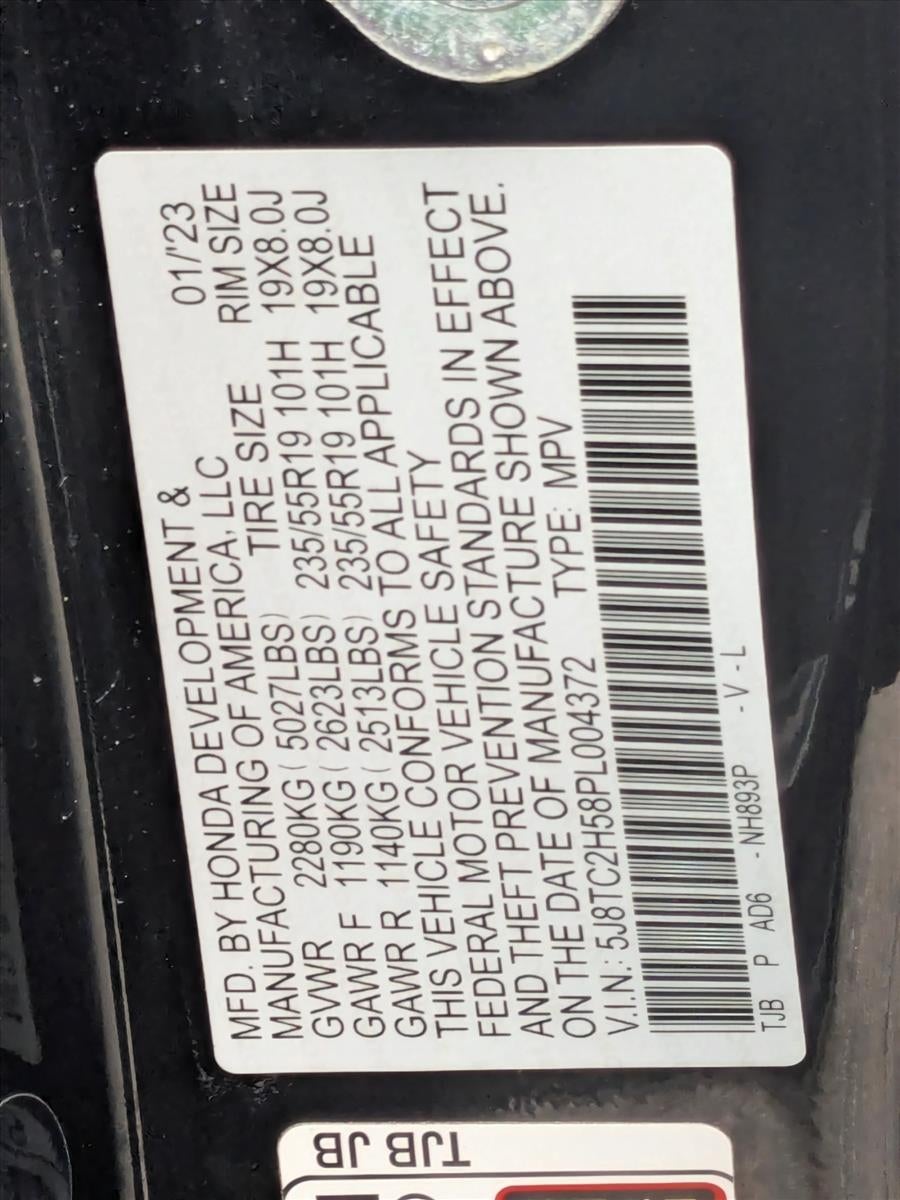 MFD. BY HONDA DEVELOPMENT & 01/'23
MANUFACTURING OF AMERICA, LLC RIM SIZE
TIRE SIZE
GVWR 2280KG ( 5027LBS) 235/55R19 101H 19X8.0J
GAWR F 1190KG ( 2623LBS) 235/55R19 101H 19X8.0J
GAWR R 1140KG ( 2513LBS)
THIS VEHICLE CONFORMS TO ALL APPLICABLE
FEDERAL MOTOR VEHICLE SAFETY
AND THEFT PREVENTION STANDARDS IN EFFECT
ON THE DATE OF MANUFACTURE SHOWN ABOVE.
V.I.N.: 5J8TC2H58PL004372 TYPE: MPV
TJB P AD6 - NH893P - V - L
TJB JB